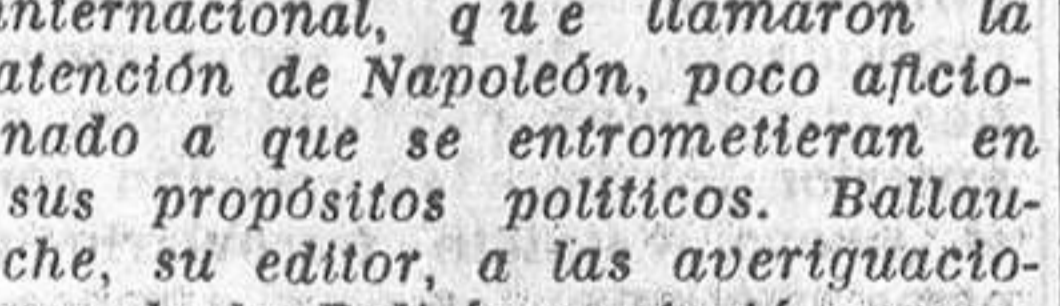 internacional, que llamaron la
atención de Napoleón, poco aficio-
nado a que se entrometieran en
sus propósitos políticos. Ballau-
che, su editor, a las averiguacio-